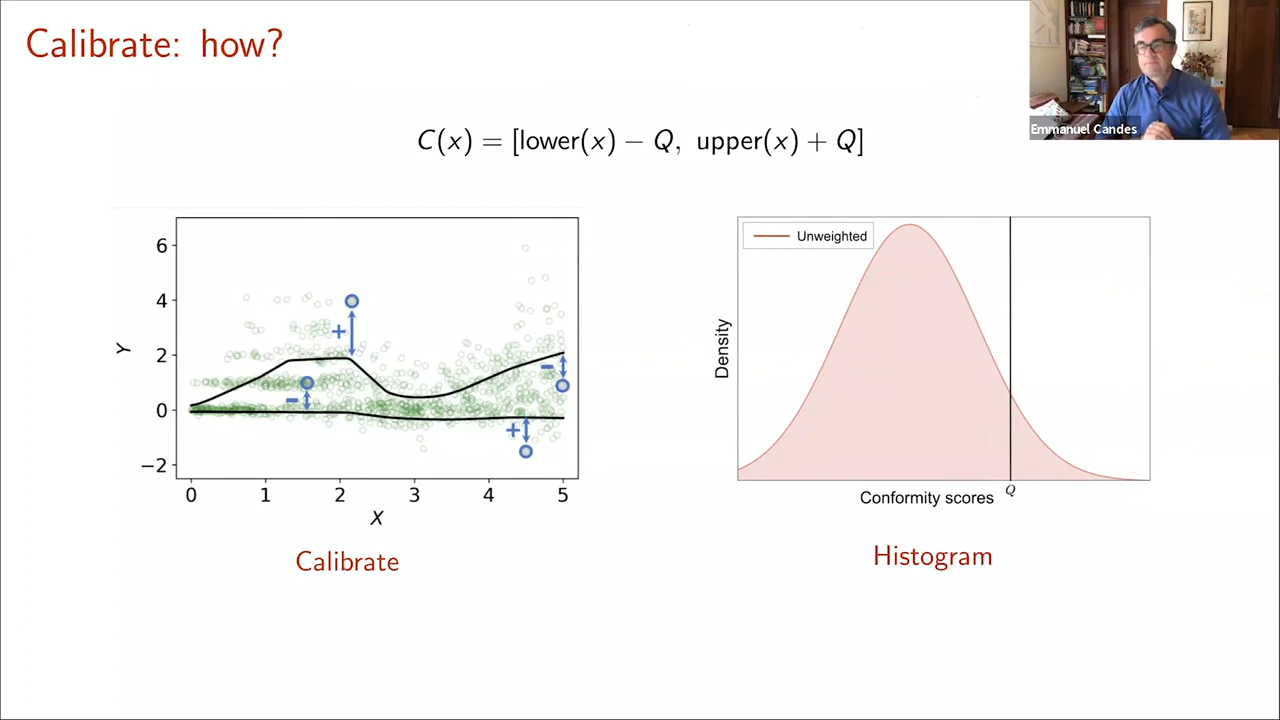 Calibrate: how?
Emmanuel Candes
C(x) = [lower(x) − Q, upper(x) + Q]
6
4
2
0
−2
Y
0 1 2 3 4 5
X
+
−
−
+
Calibrate
Unweighted
Density
Conformity scores
Q
Histogram